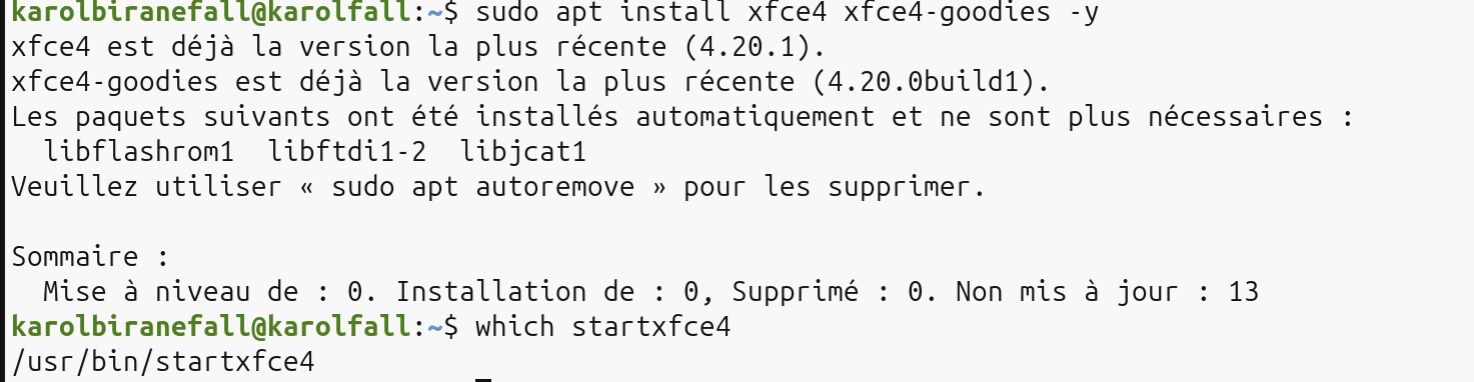 karolbiranefall@karolfall:~$ sudo apt install xfce4 xfce4-goodies -y
xfce4 est déjà la version la plus récente (4.20.1).
xfce4-goodies est déjà la version la plus récente (4.20.0build1).
Les paquets suivants ont été installés automatiquement et ne sont plus nécessaires :
  libflashrom1  libftdi1-2  libjcat1
Veuillez utiliser « sudo apt autoremove » pour les supprimer.

Sommaire :
  Mise à niveau de : 0. Installation de : 0, Supprimé : 0. Non mis à jour : 13
karolbiranefall@karolfall:~$ which startxfce4
/usr/bin/startxfce4